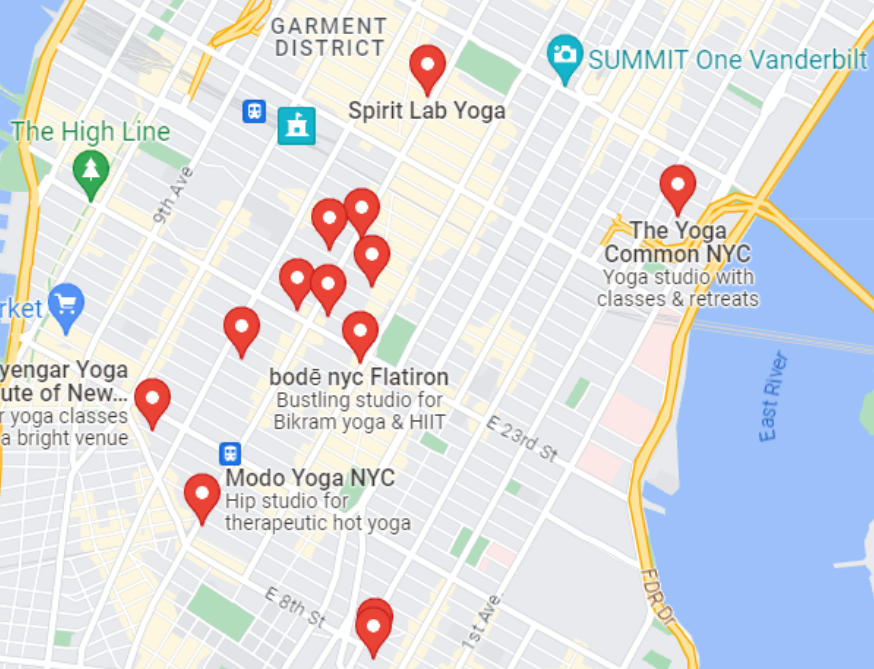 GARMENT
DISTRICT
SUMMIT One Vanderbilt
Spirit Lab Yoga
The High Line
9th Ave
The Yoga
Common NYC
Yoga studio with
classes & retreats
rket
yengar Yoga
ute of New...
r yoga classes
a bright venue
bodē nyc Flatiron
Bustling studio for
Bikram yoga & HIIT
East River
E 23rd St
Modo Yoga NYC
Hip studio for
therapeutic hot yoga
E 8th St
1st Ave
FDR Dr